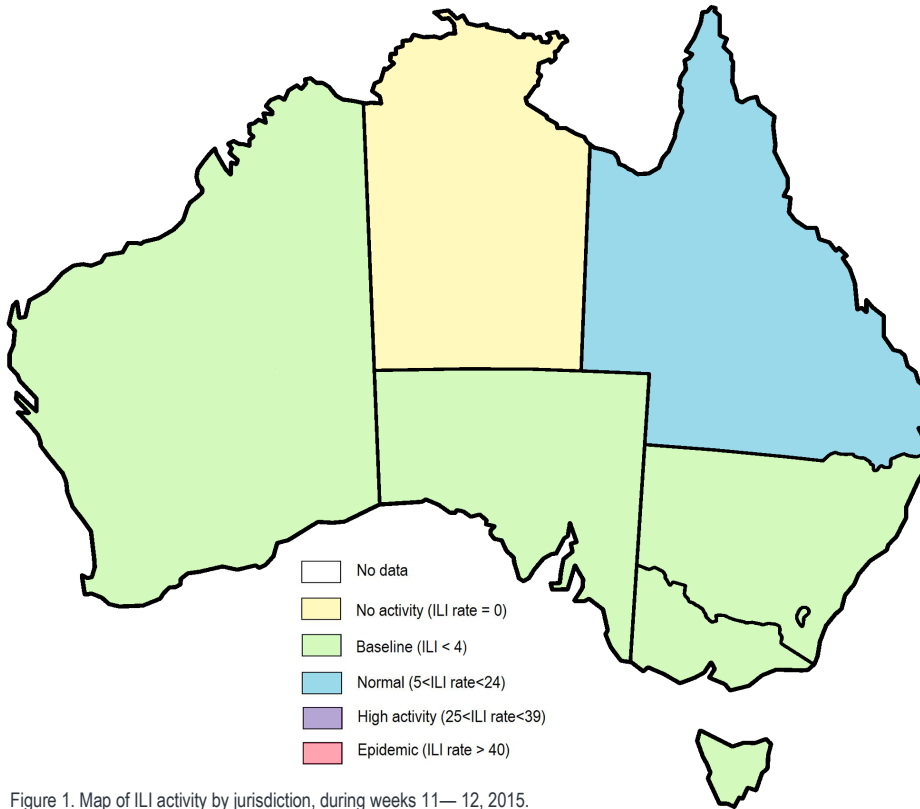 No data
No activity (ILI rate = 0)
Baseline (ILI < 4)
Normal (5<ILI rate<24)
High activity (25<ILI rate<39)
Epidemic (ILI rate > 40)
Figure 1. Map of ILI activity by jurisdiction, during weeks 11— 12, 2015.